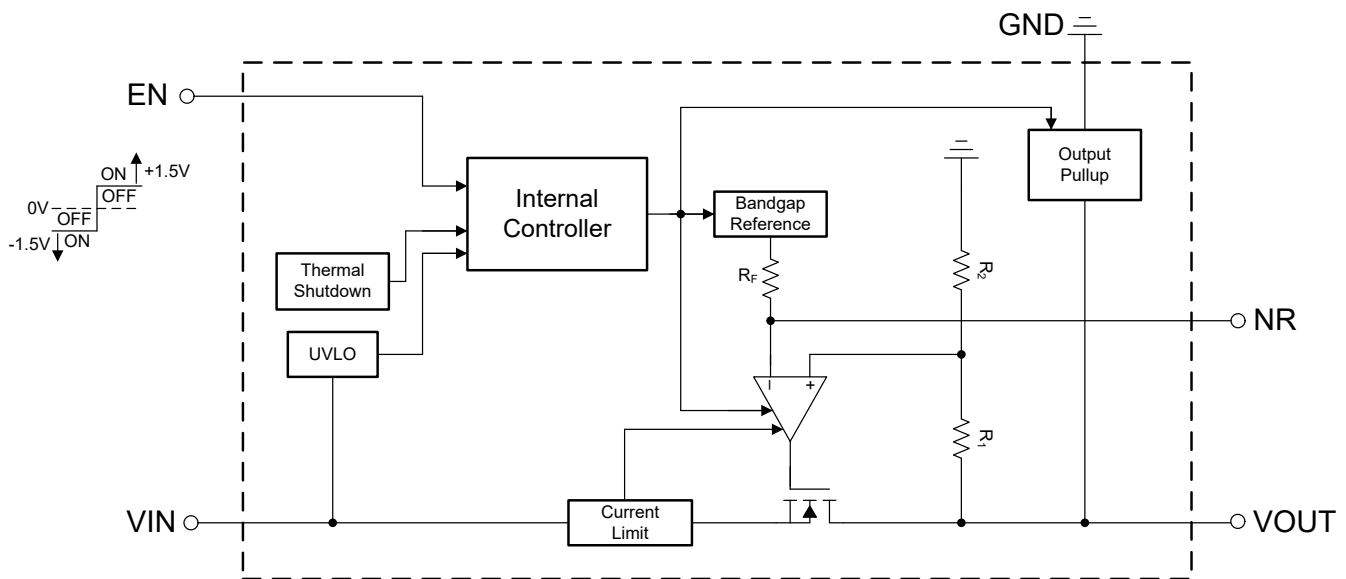 GND
EN
ON
+1.5V
OFF
0V
OFF
-1.5V
ON
Internal
Controller
Output
Pullup
Bandgap
Reference
Thermal
Shutdown
RF
R2
NR
UVLO
–
+
R1
VIN
Current
Limit
VOUT